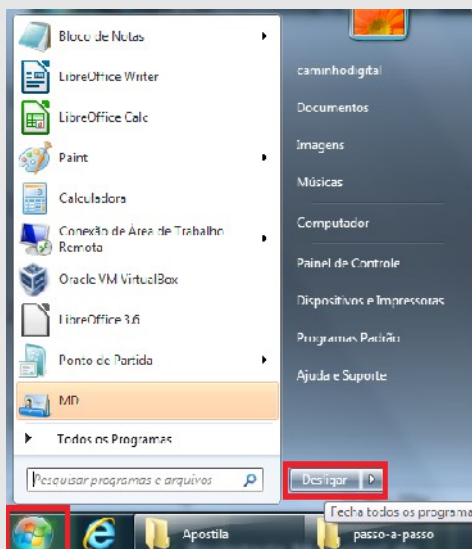 Bloco de Notas
LibreOffice Writer
LibreOffice Calc
Paint
Calculadora
Conexão de Área de Trabalho
Remota
Oracle VM VirtualBox
LibreOffice 3.6
Ponto de Partida
MD
Todos os Programas
Pesquisar programas e arquivos
caminhodigital
Documentos
Imagens
Músicas
Computador
Painel de Controle
Dispositivos e Impressoras
Programas Padrão
Ajuda e Suporte
Desligar
Fecha todos os programa
Apostila
passo-a-passo